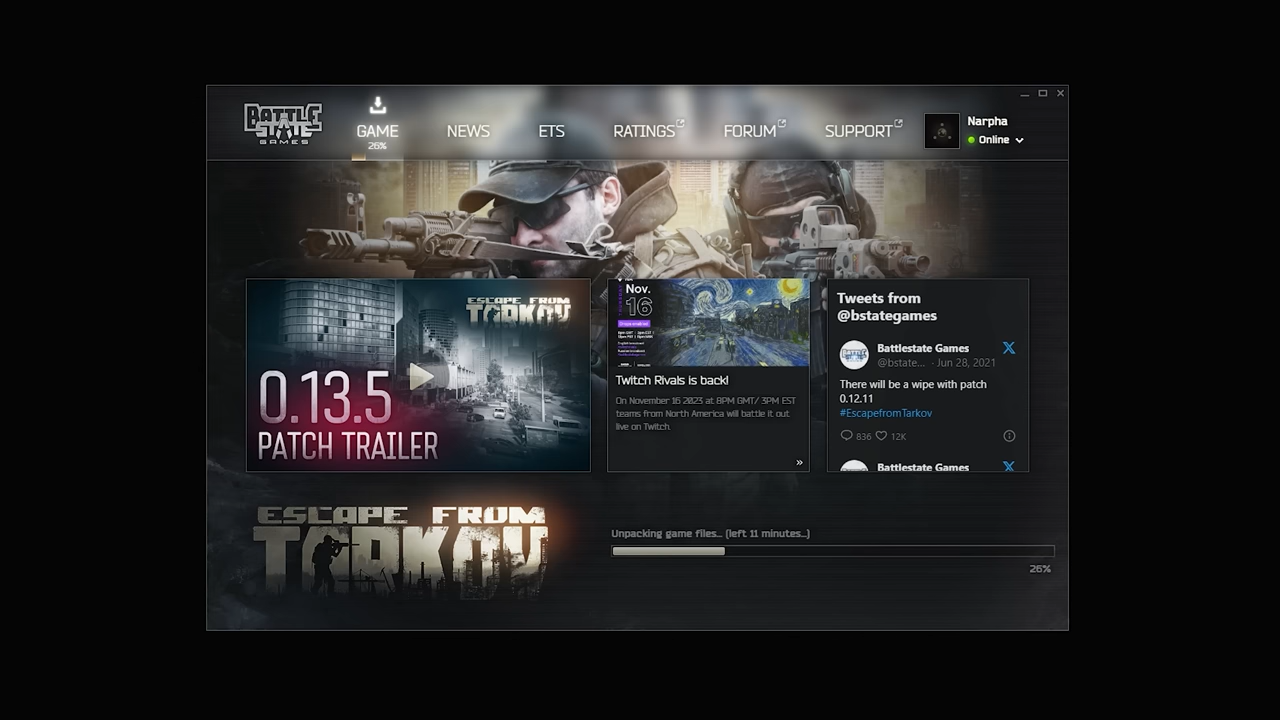 BATTLE
STATE
GAMES
GAME
26%
NEWS
ETS
RATINGS
FORUM
SUPPORT
Narpha
Online
ESCAPE FROM
TARKOV
0.13.5
PATCH TRAILER
Nov.
16
Twitch Rivals is back!
On November 16 2023 at 8PM GMT/ 3PM EST
teams from North America will battle it out
live on Twitch.
»
Tweets from
@bstategames
Battlestate Games
@bstate... · Jun 28, 2021
There will be a wipe with patch
0.12.11
#EscapefromTarkov
836 12K
Battlestate Games
ESCAPE FROM
TARKOV
Unpacking game files... (left 11 minutes...)
26%